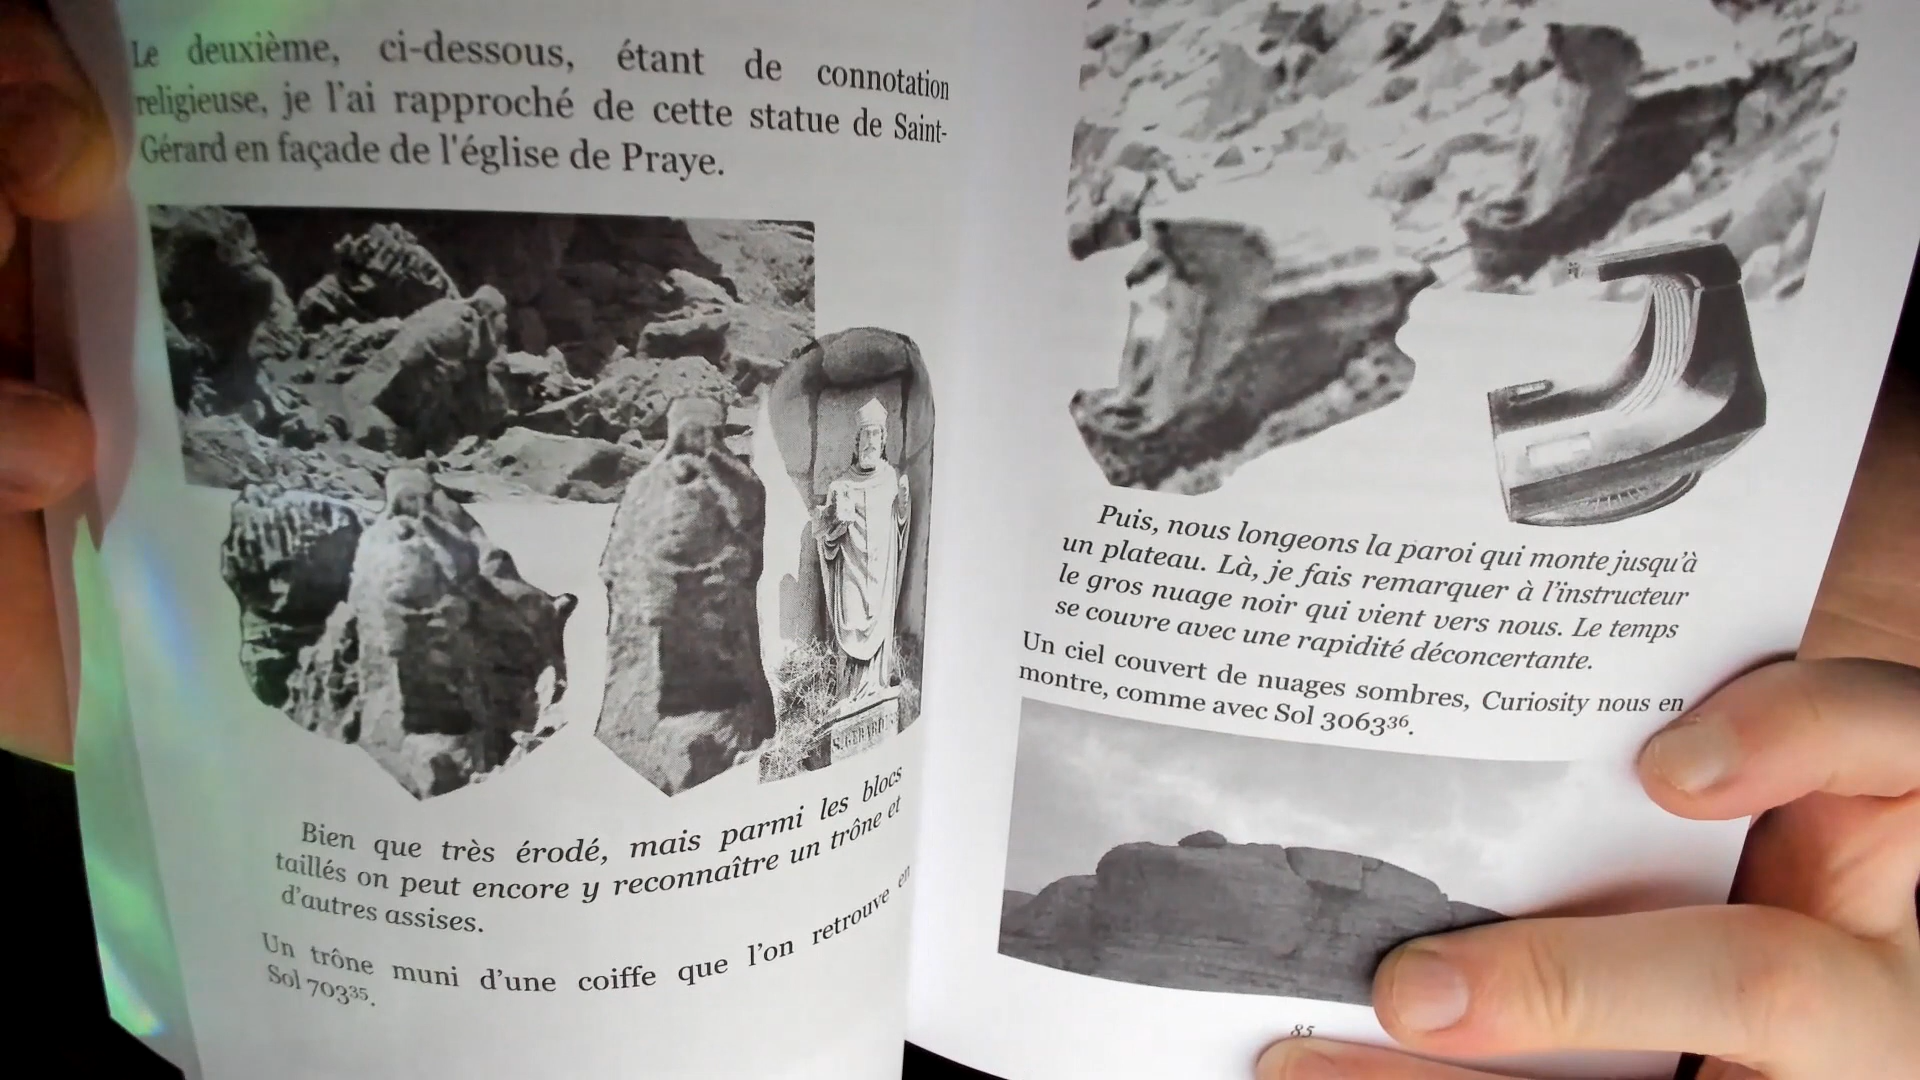 Le deuxième, ci-dessous, étant de connotation
religieuse, je l'ai rapproché de cette statue de Saint-
Gérard en façade de l'église de Praye.
S. GERARD
Bien que très érodé, mais parmi les blocs
taillés on peut encore y reconnaître un trône et
d'autres assises.
Un trône muni d'une coiffe que l'on retrouve en
Sol 703³⁵.
Puis, nous longeons la paroi qui monte jusqu'à
un plateau. Là, je fais remarquer à l'instructeur
le gros nuage noir qui vient vers nous. Le temps
se couvre avec une rapidité déconcertante.
Un ciel couvert de nuages sombres, Curiosity nous en
montre, comme avec Sol 3063³⁶.
85